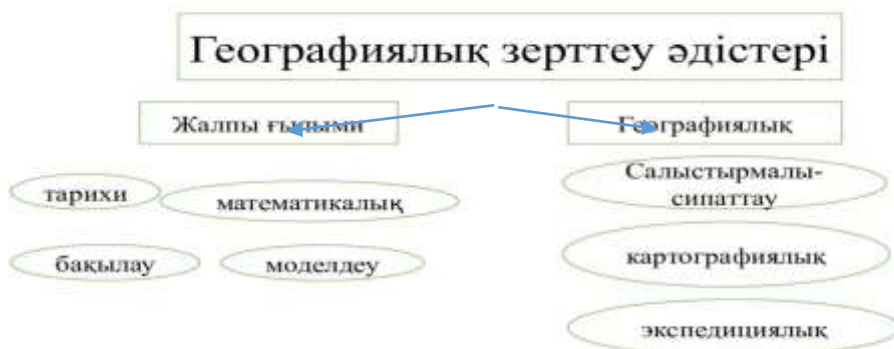 Географиялық зерттеу әдістері
Жалпы ғылыми
Географиялық
тарихи
математикалық
бақылау
моделдеу
Салыстырмалы-
сипаттау
картографиялық
экспедициялық